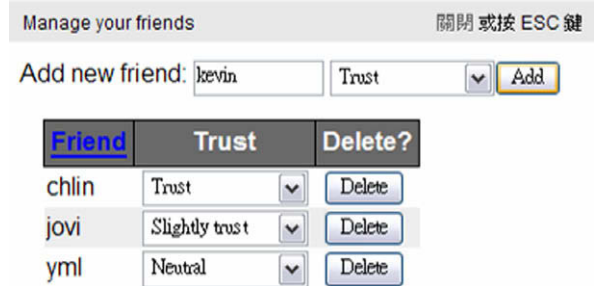 Manage your friends 關閉 或按 ESC 鍵
Add new friend: kevin Trust Add
Friend Trust Delete?
chlin Trust Delete
jovi Slightly trust Delete
yml Neutral Delete